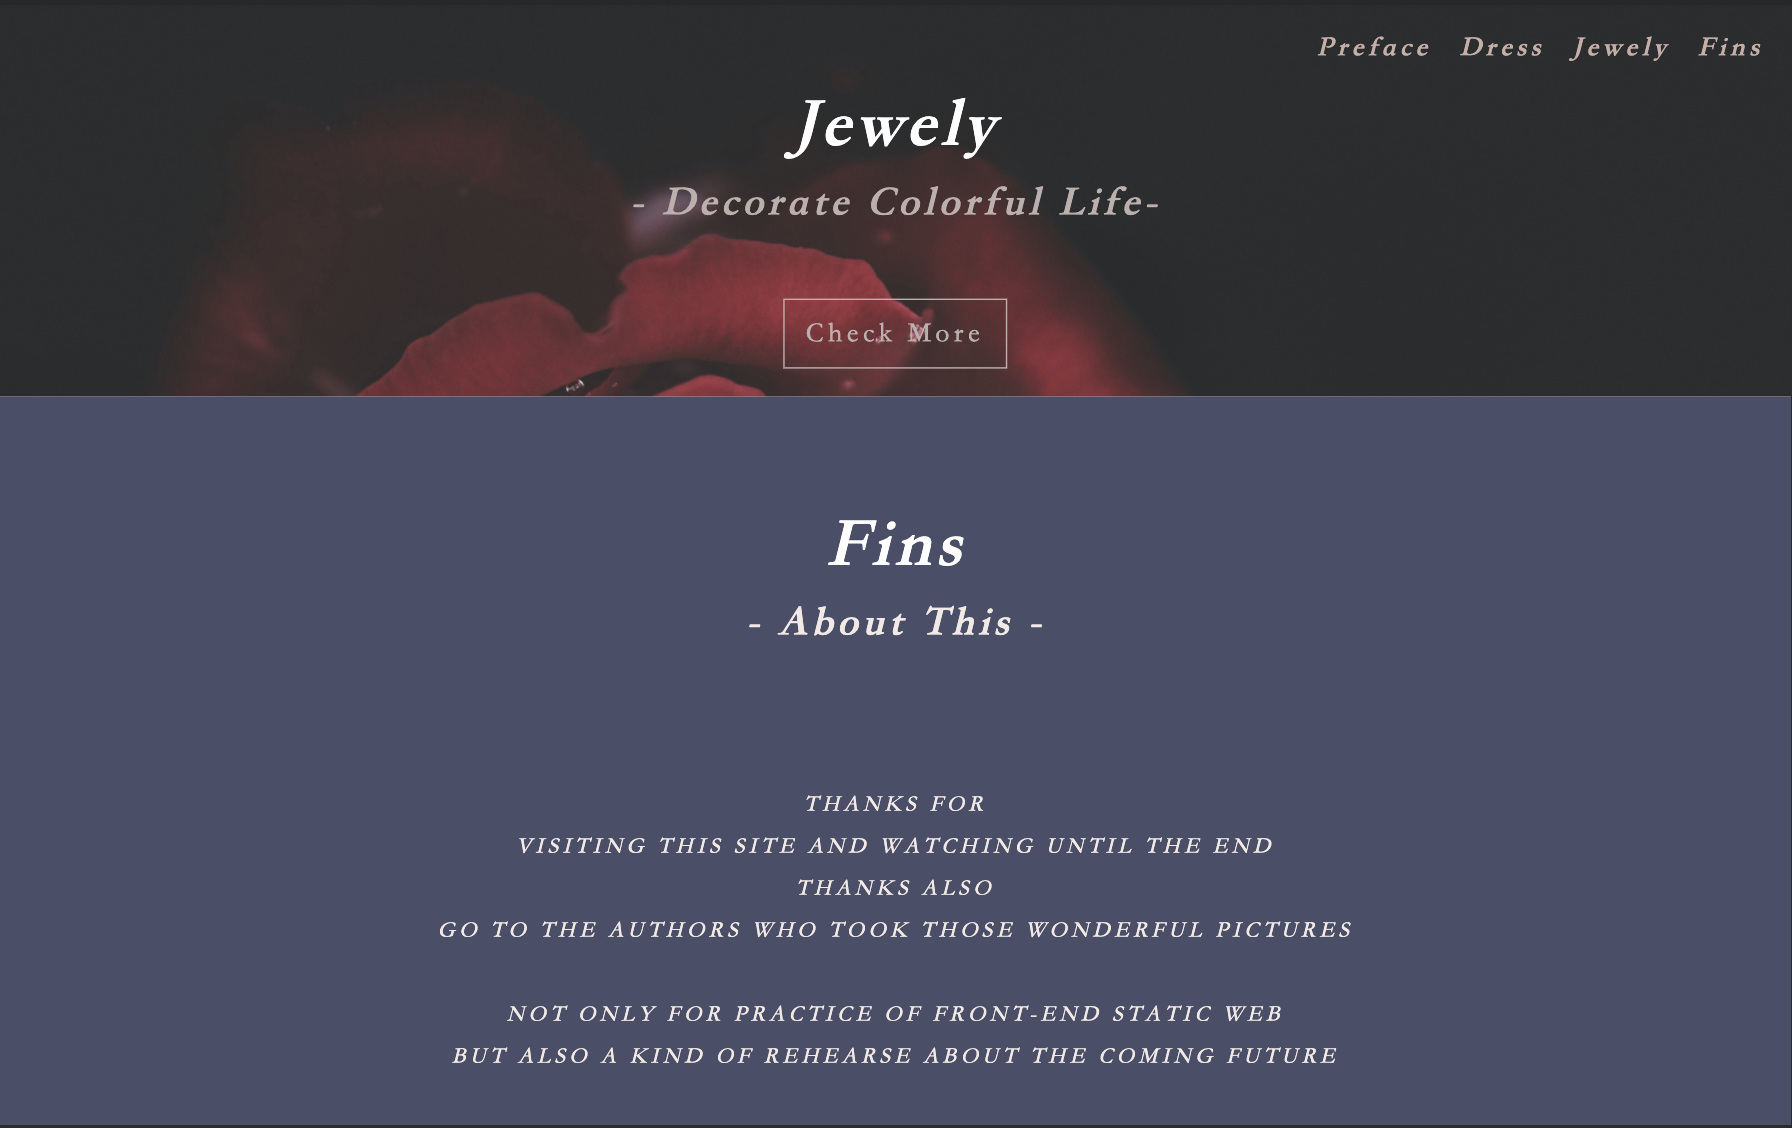 Preface Dress Jewely Fins
Jewely
- Decorate Colorful Life-
Check More
Fins
- About This -
THANKS FOR
VISITING THIS SITE AND WATCHING UNTIL THE END
THANKS ALSO
GO TO THE AUTHORS WHO TOOK THOSE WONDERFUL PICTURES
NOT ONLY FOR PRACTICE OF FRONT-END STATIC WEB
BUT ALSO A KIND OF REHEARSE ABOUT THE COMING FUTURE